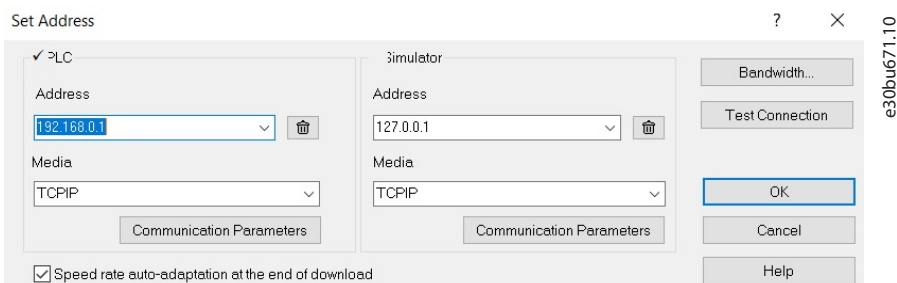 Set Address
? ×
✓ PLC
Address
192.168.0.1
Media
TCPIP
Communication Parameters
Simulator
Address
127.0.0.1
Media
TCPIP
Communication Parameters
Speed rate auto-adaptation at the end of download
Bandwidth...
Test Connection
OK
Cancel
Help
e30bu671.10